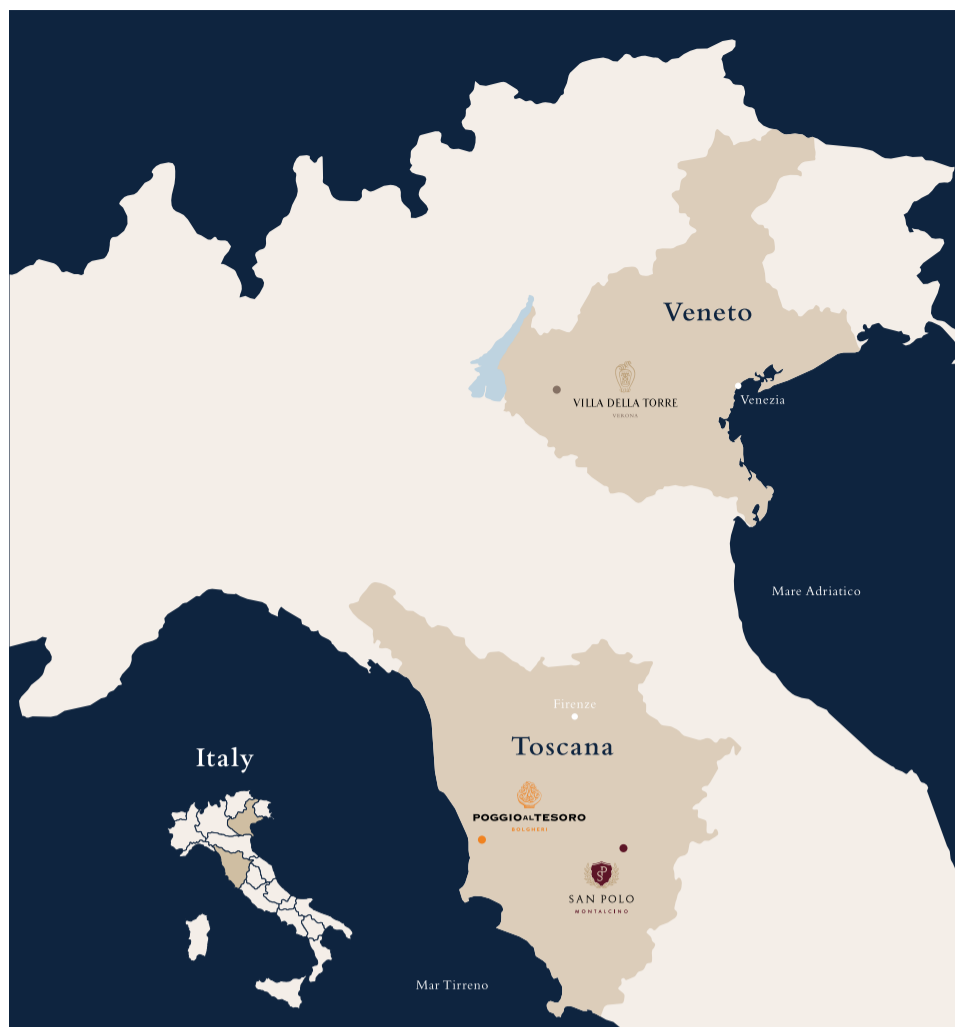 Veneto
VILLA DELLA TORRE
VERONA
Venezia
Mare Adriatico
Firenze
Toscana
Italy
POGGIO AL TESORO
BOLGHERI
SAN POLO
MONTALCINO
Mar Tirreno